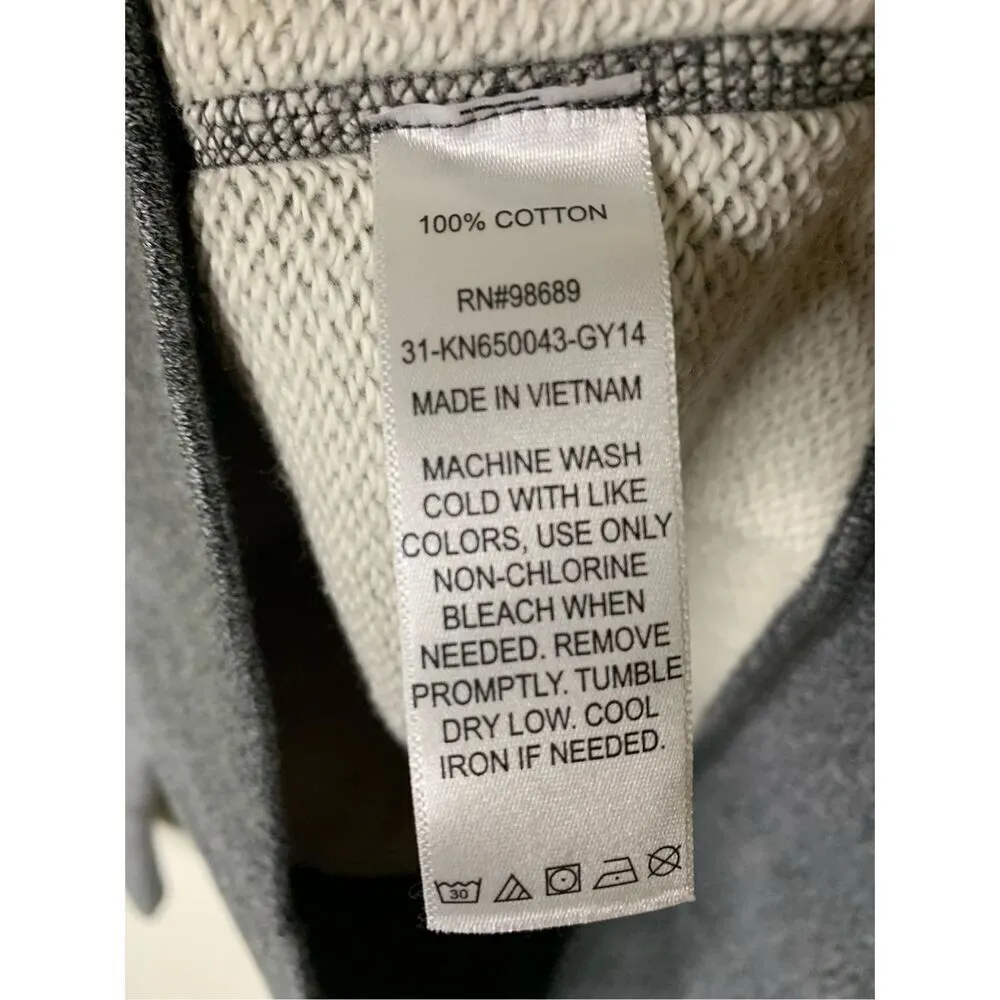 100% COTTON
RN#98689
31-KN650043-GY14
MADE IN VIETNAM
MACHINE WASH
COLD WITH LIKE
COLORS, USE ONLY
NON-CHLORINE
BLEACH WHEN
NEEDED. REMOVE
PROMPTLY. TUMBLE
DRY LOW. COOL
IRON IF NEEDED.
30